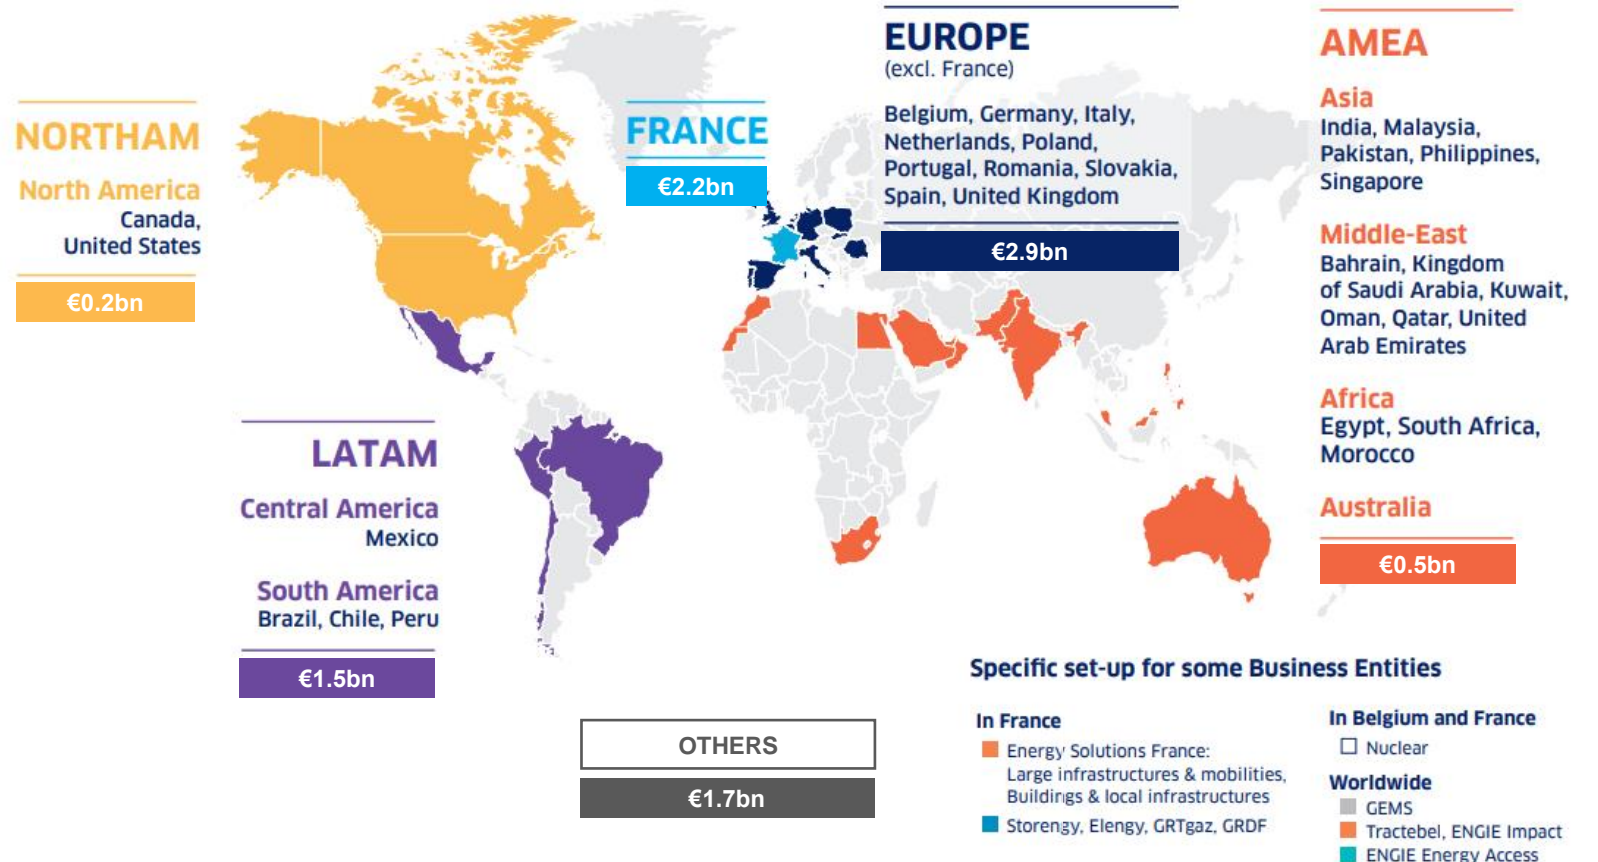 NORTHAM
North America
Canada,
United States
€0.2bn
LATAM
Central America
Mexico
South America
Brazil, Chile, Peru
€1.5bn
FRANCE
€2.2bn
EUROPE
(excl. France)
Belgium, Germany, Italy,
Netherlands, Poland,
Portugal, Romania, Slovakia,
Spain, United Kingdom
€2.9bn
AMEA
Asia
India, Malaysia,
Pakistan, Philippines,
Singapore
Middle-East
Bahrain, Kingdom
of Saudi Arabia, Kuwait,
Oman, Qatar, United
Arab Emirates
Africa
Egypt, South Africa,
Morocco
Australia
€0.5bn
OTHERS
€1.7bn
Specific set-up for some Business Entities
In France
Energy Solutions France:
Large infrastructures & mobilities,
Buildings & local infrastructures
Storengy, Elengy, GRTgaz, GRDF
In Belgium and France
Nuclear
Worldwide
GEMS
Tractebel, ENGIE Impact
ENGIE Energy Access